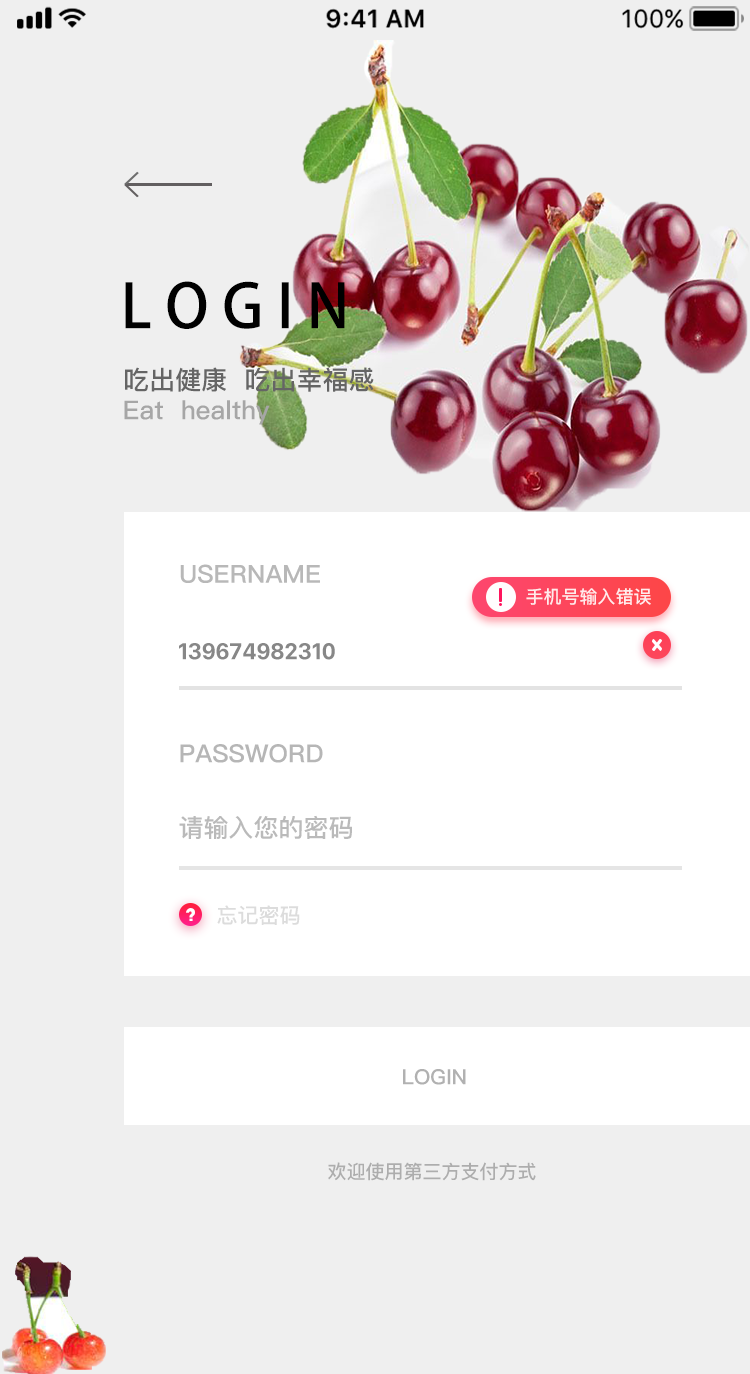 9:41 AM
100%
LOGIN
吃出健康 吃出幸福感
Eat healthy
USERNAME
手机号输入错误
139674982310
PASSWORD
请输入您的密码
忘记密码
LOGIN
欢迎使用第三方支付方式